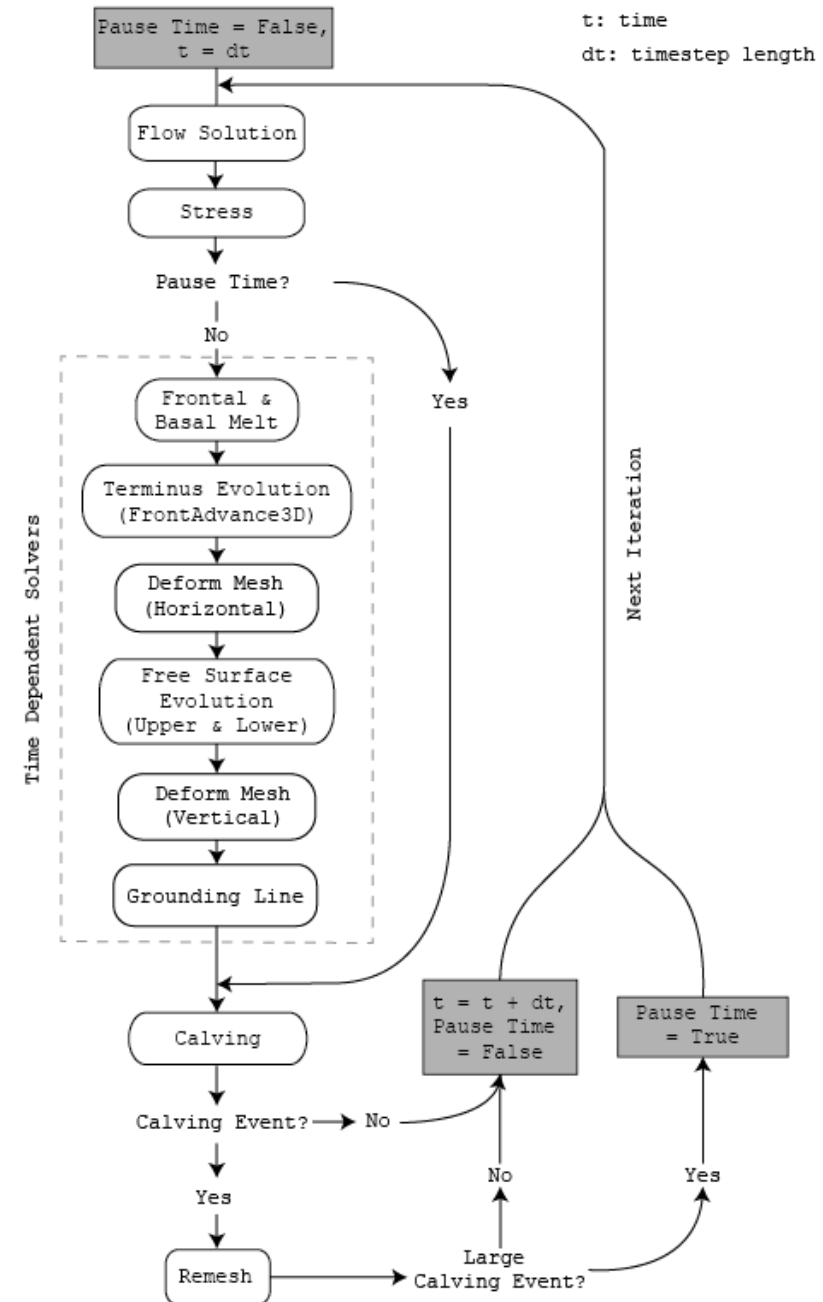 Pause Time = False,
t = dt
t: time
dt: timestep length
Flow Solution
Stress
Pause Time?
No
Yes
Frontal &
Basal Melt
Terminus Evolution
(FrontAdvance3D)
Deform Mesh
(Horizontal)
Free Surface
Evolution
(Upper & Lower)
Deform Mesh
(Vertical)
Grounding Line
Time Dependent Solvers
Next Iteration
Calving
t = t + dt,
Pause Time
= False
Pause Time
= True
Calving Event?
No
Yes
Remesh
Large
Calving Event?
No
Yes